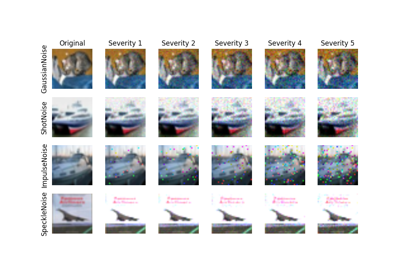 Original Severity 1 Severity 2 Severity 3 Severity 4 Severity 5
GaussianNoise
ShotNoise
ImpulseNoise
SpeckleNoise